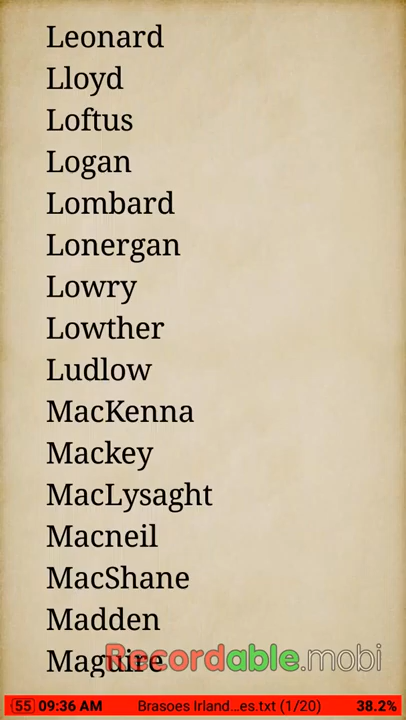 Leonard
Lloyd
Loftus
Logan
Lombard
Lonergan
Lowry
Lowther
Ludlow
MacKenna
Mackey
MacLysaght
Macneil
MacShane
Madden
Maguire
Recordable.mobi
55 09:36 AM Brasoes Irland...es.txt (1/20) 38.2%